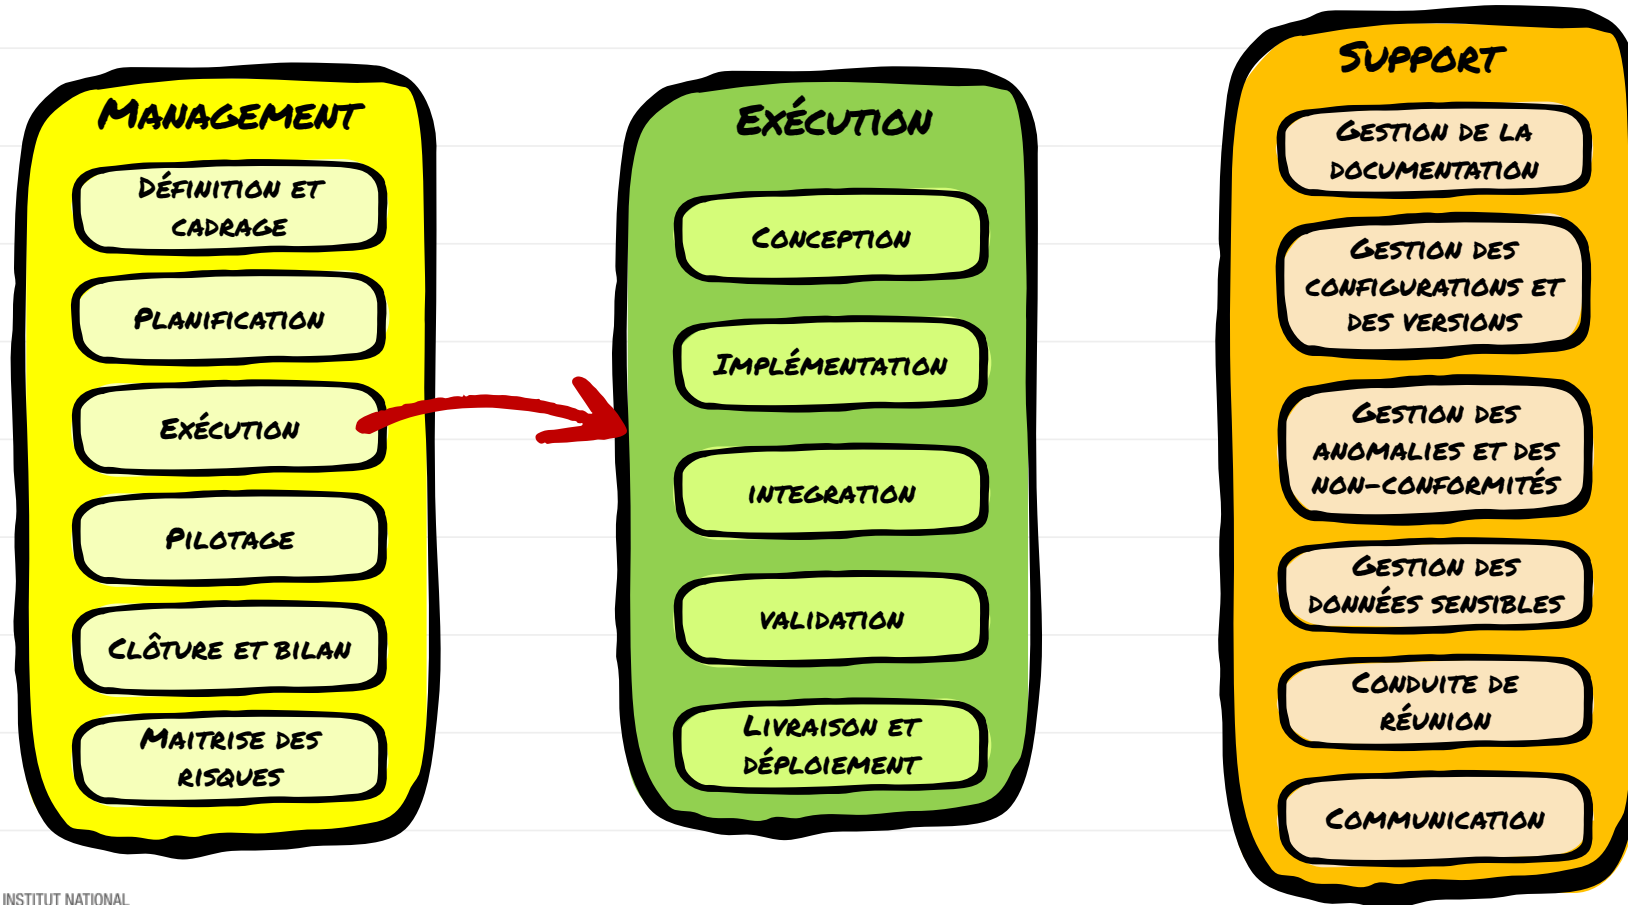 Management
Définition et
cadrage
Planification
Exécution
Pilotage
Clôture et bilan
Maitrise des
risques
Exécution
Conception
Implémentation
integration
validation
Livraison et
déploiement
Support
Gestion de la
documentation
Gestion des
configurations et
des versions
Gestion des
anomalies et des
non-conformités
Gestion des
données sensibles
Conduite de
réunion
Communication
INSTITUT NATIONAL